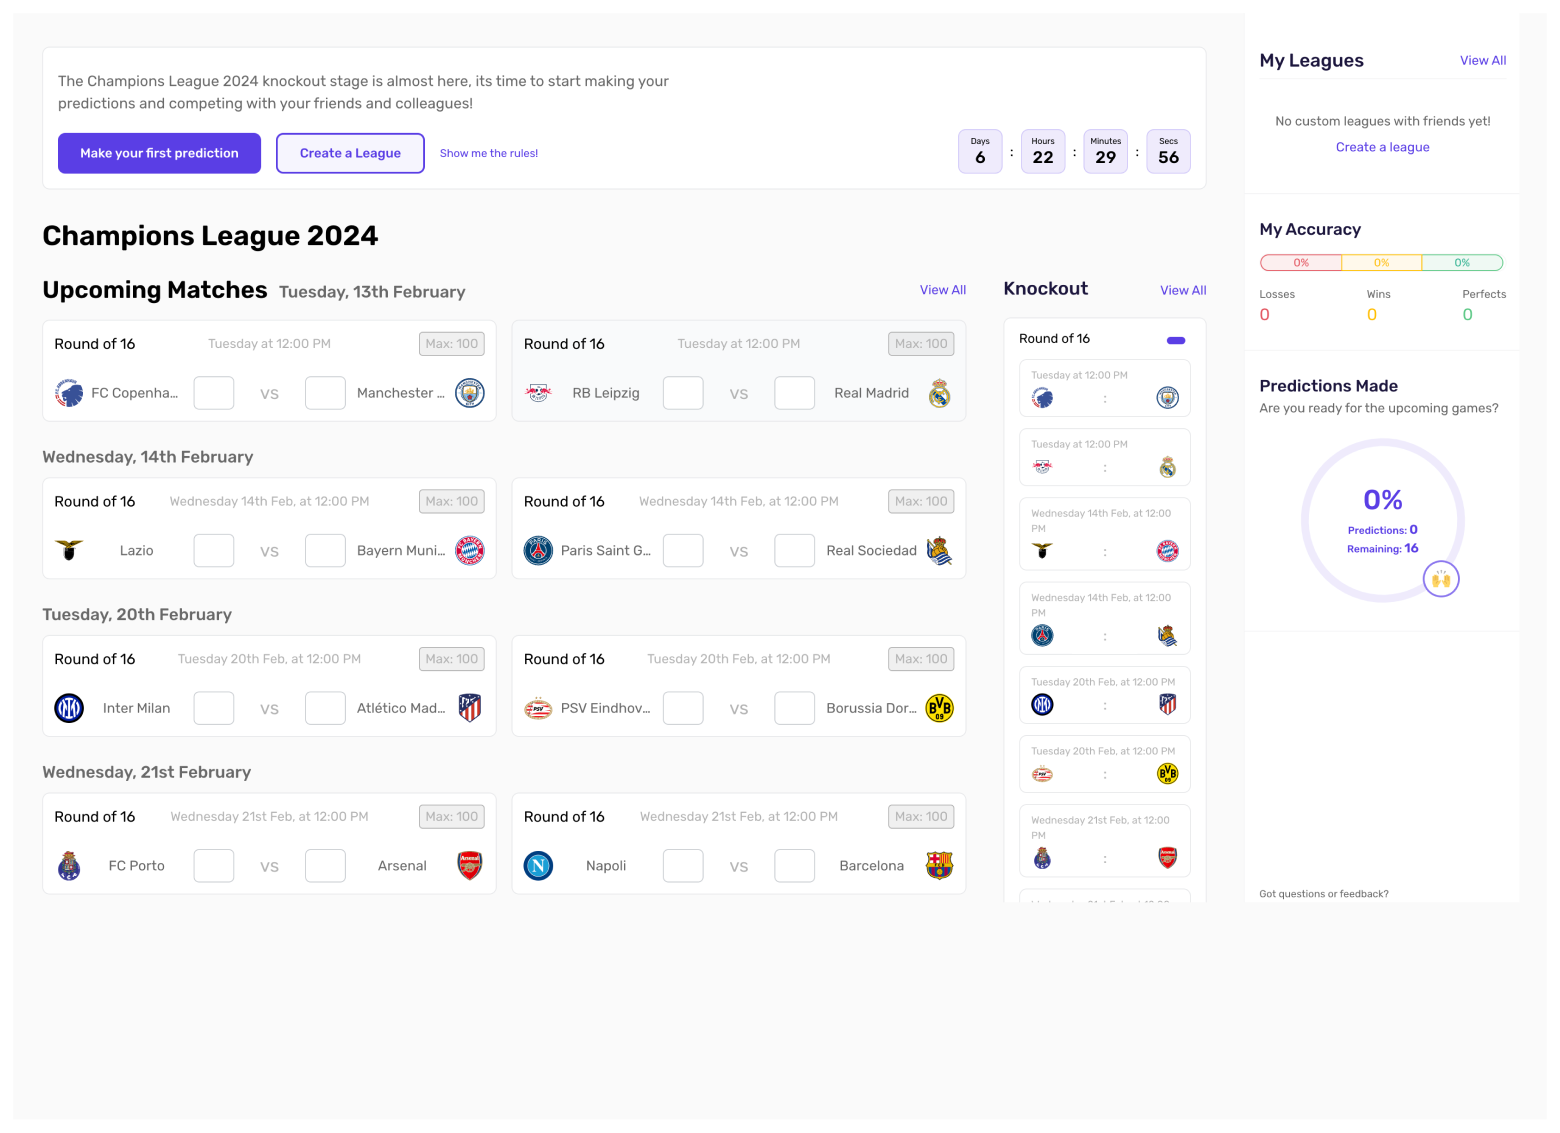 The Champions League 2024 knockout stage is almost here, its time to start making your
predictions and competing with your friends and colleagues!
Make your first prediction
Create a League
Show me the rules!
Days
6
:
Hours
22
:
Minutes
29
:
Secs
56
Champions League 2024
Upcoming Matches
Tuesday, 13th February
View All
Round of 16
Tuesday at 12:00 PM
Max: 100
FC Copenha...
VS
Manchester ...
Round of 16
Tuesday at 12:00 PM
Max: 100
RB Leipzig
VS
Real Madrid
Wednesday, 14th February
Round of 16
Wednesday 14th Feb, at 12:00 PM
Max: 100
Lazio
VS
Bayern Muni...
Round of 16
Wednesday 14th Feb, at 12:00 PM
Max: 100
Paris Saint G...
VS
Real Sociedad
Tuesday, 20th February
Round of 16
Tuesday 20th Feb, at 12:00 PM
Max: 100
Inter Milan
VS
Atlético Mad...
Round of 16
Tuesday 20th Feb, at 12:00 PM
Max: 100
PSV Eindhov...
VS
Borussia Dor...
Wednesday, 21st February
Round of 16
Wednesday 21st Feb, at 12:00 PM
Max: 100
FC Porto
VS
Arsenal
Round of 16
Wednesday 21st Feb, at 12:00 PM
Max: 100
Napoli
VS
Barcelona
Knockout
View All
Round of 16
Tuesday at 12:00 PM
:
Tuesday at 12:00 PM
:
Wednesday 14th Feb, at 12:00
PM
:
Wednesday 14th Feb, at 12:00
PM
:
Tuesday 20th Feb, at 12:00 PM
:
Tuesday 20th Feb, at 12:00 PM
:
Wednesday 21st Feb, at 12:00
PM
:
My Leagues
View All
No custom leagues with friends yet!
Create a league
My Accuracy
0%
0%
0%
Losses
0
Wins
0
Perfects
0
Predictions Made
Are you ready for the upcoming games?
0%
Predictions: 0
Remaining: 16
Got questions or feedback?